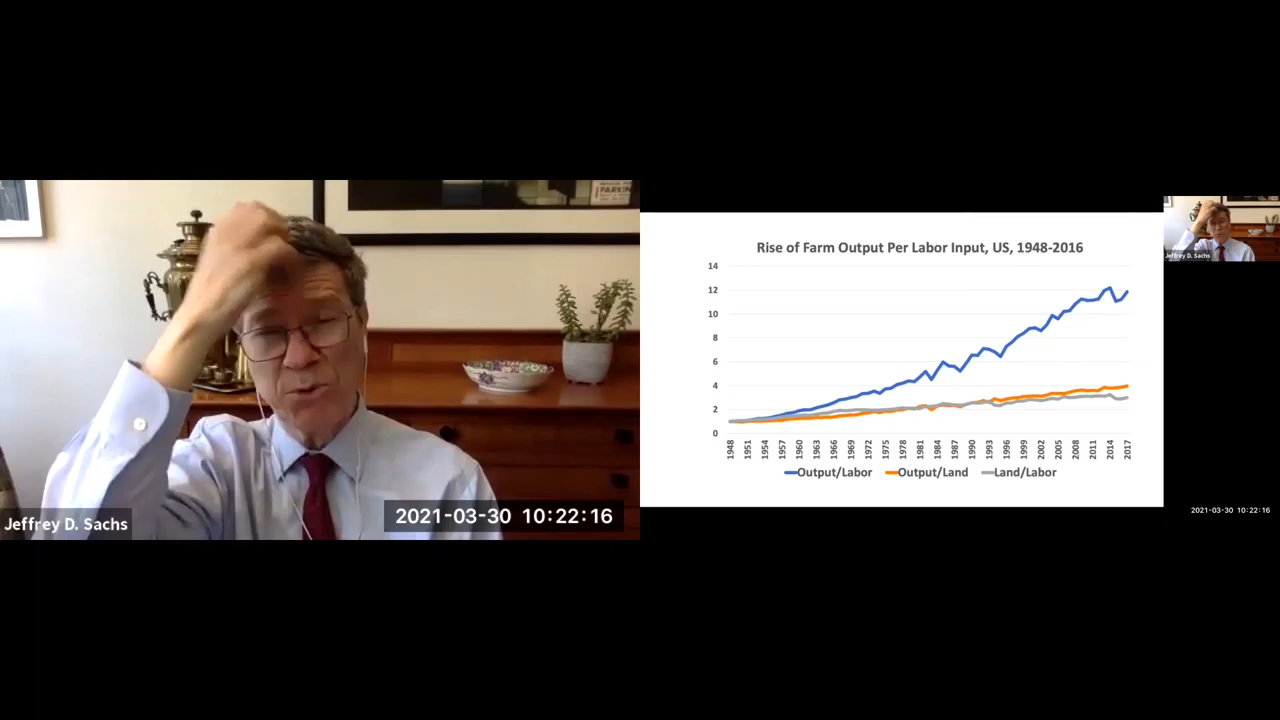 PARKIN
Jeffrey D. Sachs
2021-03-30 10:22:16
Rise of Farm Output Per Labor Input, US, 1948-2016
14
12
10
8
6
4
2
0
1948 1951 1954 1957 1960 1963 1966 1969 1972 1975 1978 1981 1984 1987 1990 1993 1996 1999 2002 2005 2008 2011 2014 2017
Output/Labor Output/Land Land/Labor
Jeffrey D. Sachs
2021-03-30 10:22:16